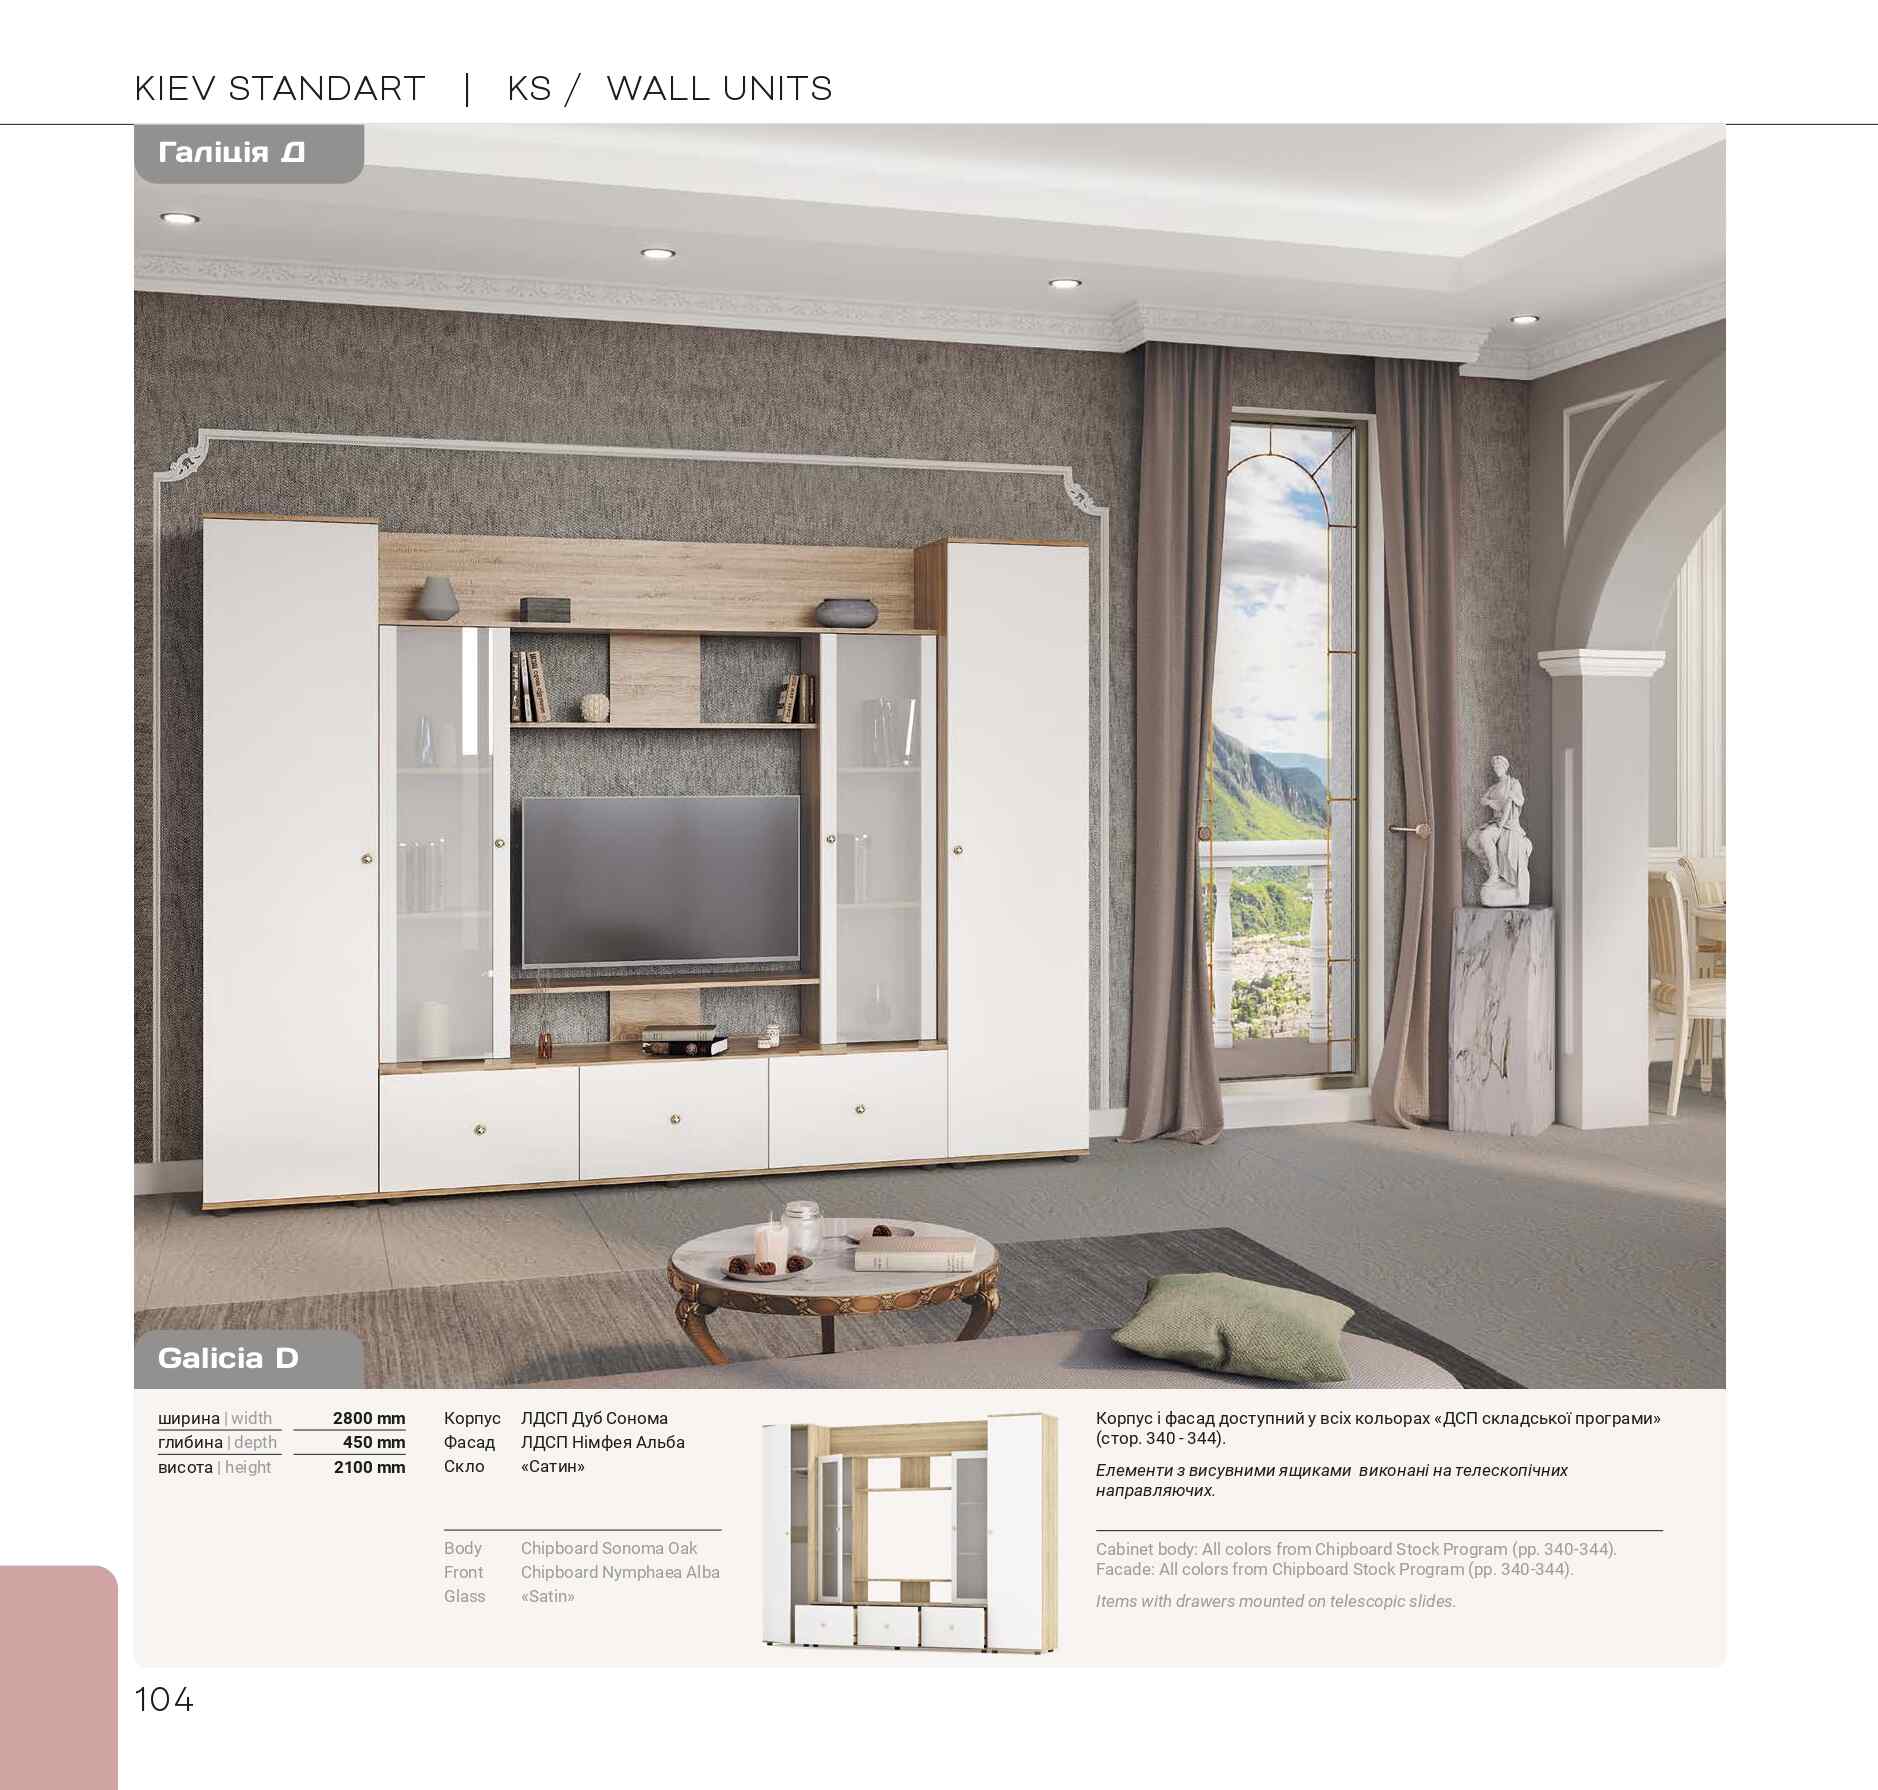 KIEV STANDART | KS / WALL UNITS
Галіція Д
Galicia D
ширина | width 2800 mm
глибина | depth 450 mm
висота | height 2100 mm
Корпус ЛДСП Дуб Сонома
Фасад ЛДСП Німфея Альба
Скло «Сатин»
Body Chipboard Sonoma Oak
Front Chipboard Nymphaea Alba
Glass «Satin»
Корпус і фасад доступний у всіх кольорах «ДСП складської програми»
(стор. 340 - 344).
Елементи з висувними ящиками виконані на телескопічних
направляючих.
Cabinet body: All colors from Chipboard Stock Program (pp. 340-344).
Facade: All colors from Chipboard Stock Program (pp. 340-344).
Items with drawers mounted on telescopic slides.
104